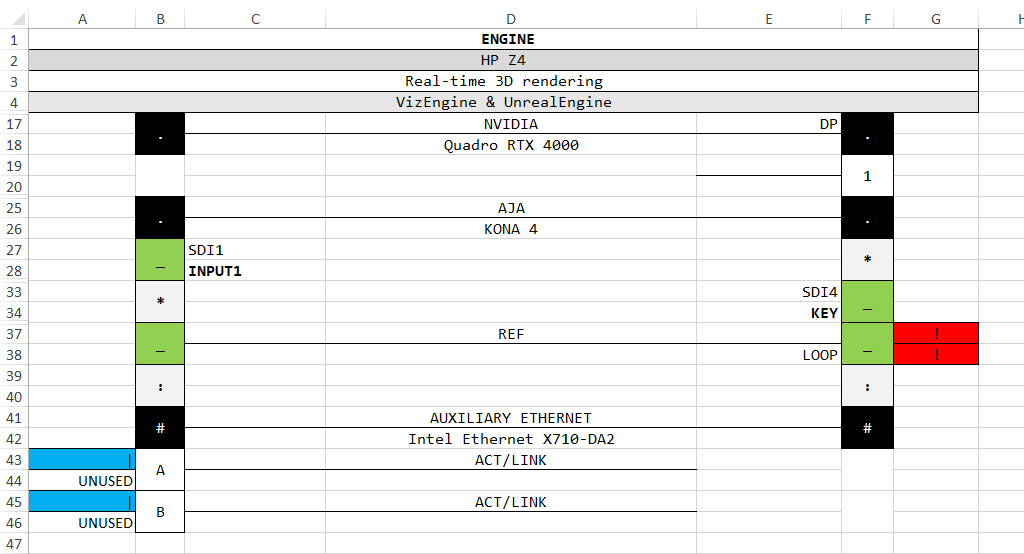 A B C D E F G H
1 ENGINE
2 HP Z4
3 Real-time 3D rendering
4 VizEngine & UnrealEngine
17 . NVIDIA DP .
18 Quadro RTX 4000
19
1
20
25 . AJA .
26 KONA 4
27 _ SDI1 *
28 INPUT1
33 * SDI4 _
34 KEY
37 _ REF _ !
38 LOOP !
39 : :
40
41 # AUXILIARY ETHERNET #
42 Intel Ethernet X710-DA2
43 | A ACT/LINK
44 UNUSED
45 | B ACT/LINK
46 UNUSED
47